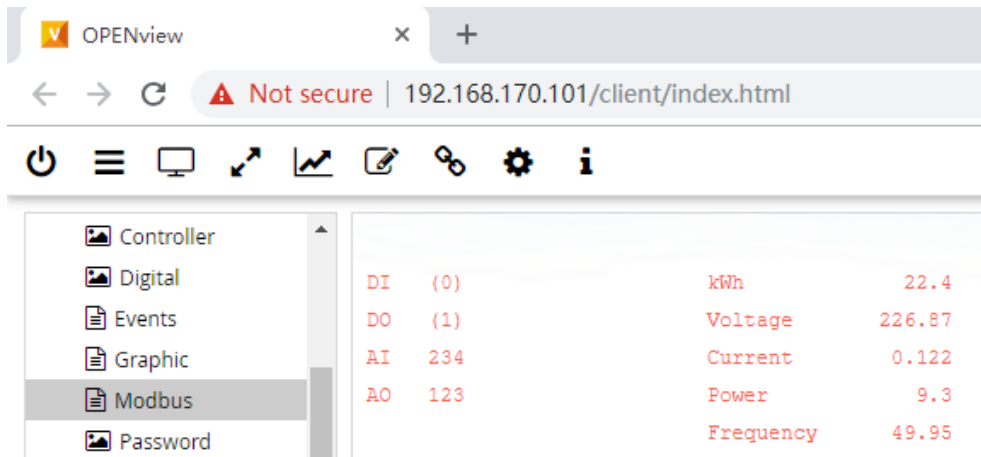 OPENview
Not secure | 192.168.170.101/client/index.html
Controller
Digital
Events
Graphic
Modbus
Password
DI (0) kWh 22.4
DO (1) Voltage 226.87
AI 234 Current 0.122
AO 123 Power 9.3
Frequency 49.95